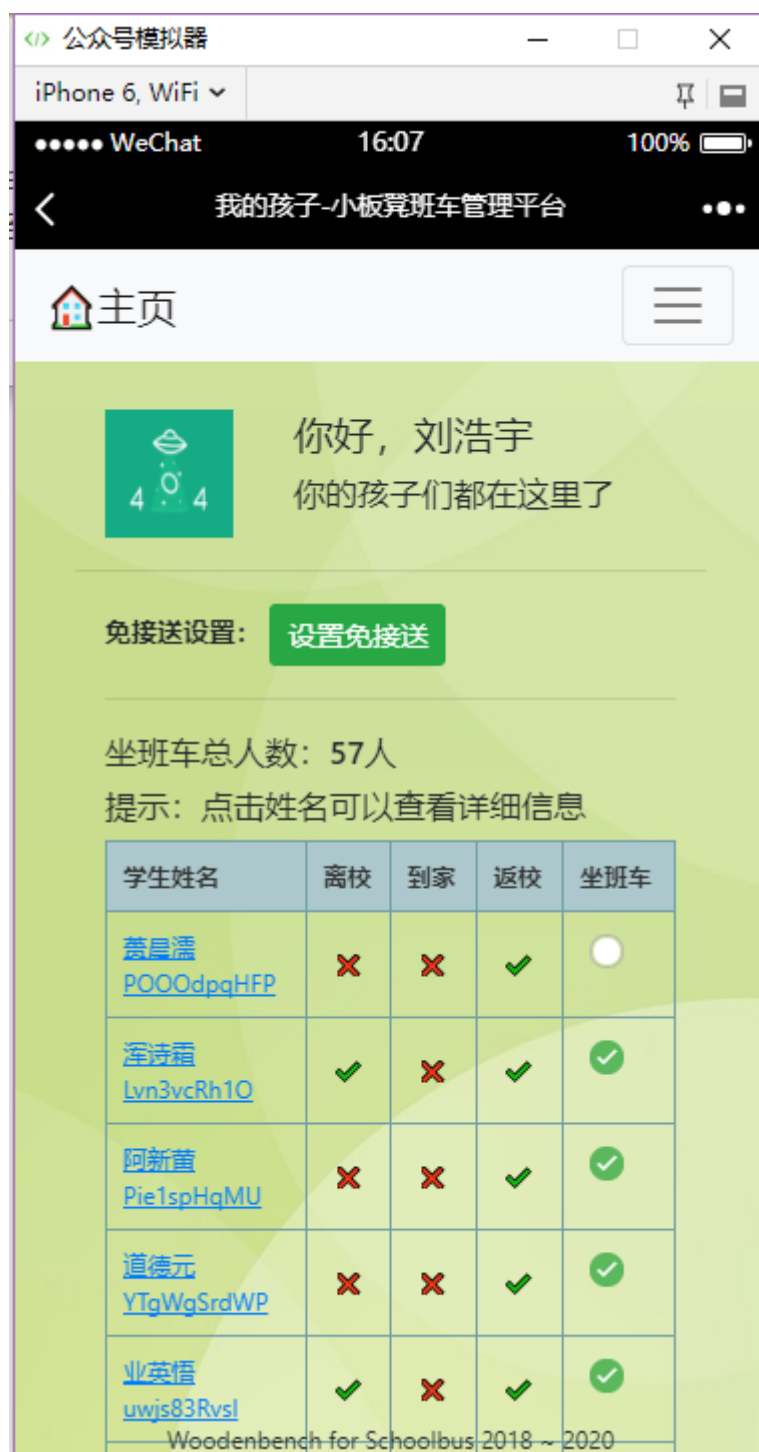 公众号模拟器
iPhone 6, WiFi
WeChat 16:07 100%
我的孩子-小板凳班车管理平台
主页
4 0 4
你好，刘浩宇
你的孩子们都在这里了
免接送设置： 设置免接送
坐班车总人数：57人
提示：点击姓名可以查看详细信息
学生姓名 离校 到家 返校 坐班车
晨濡
POOOdpqHFP
浑诗霜
Lvn3vcRh1O
阿新
Pie1spHqMU
道德元
YTgWgSrdWP
业英悟
uwjs83Rvsl
Woodenbench for Schoolbus 2018 ~ 2020